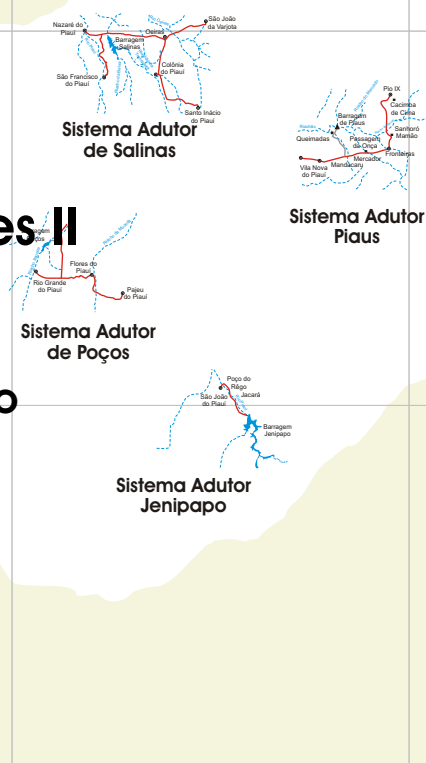 Nazaré do
Piauí
Oeiras
São João
da Varjota
Barragem
Salinas
Colônia
do Piauí
São Francisco
do Piauí
Santo Inácio
do Piauí
Sistema Adutor
de Salinas
Pio IX
Cacimba
de Cima
Barragem
de Piaus
Sanhoró
Mamão
Queimadas
Passagem
de Onça
Fronteiras
Mercador
Mandacaru
Vila Nova
do Piauí
Sistema Adutor
Piaus
es II
Flores do
Piauí
Rio Grande
do Piauí
Pajeu
do Piauí
Sistema Adutor
de Poços
o
Poço do
Rêgo
Jacará
São João
do Piauí
Barragem
Jenipapo
Sistema Adutor
Jenipapo